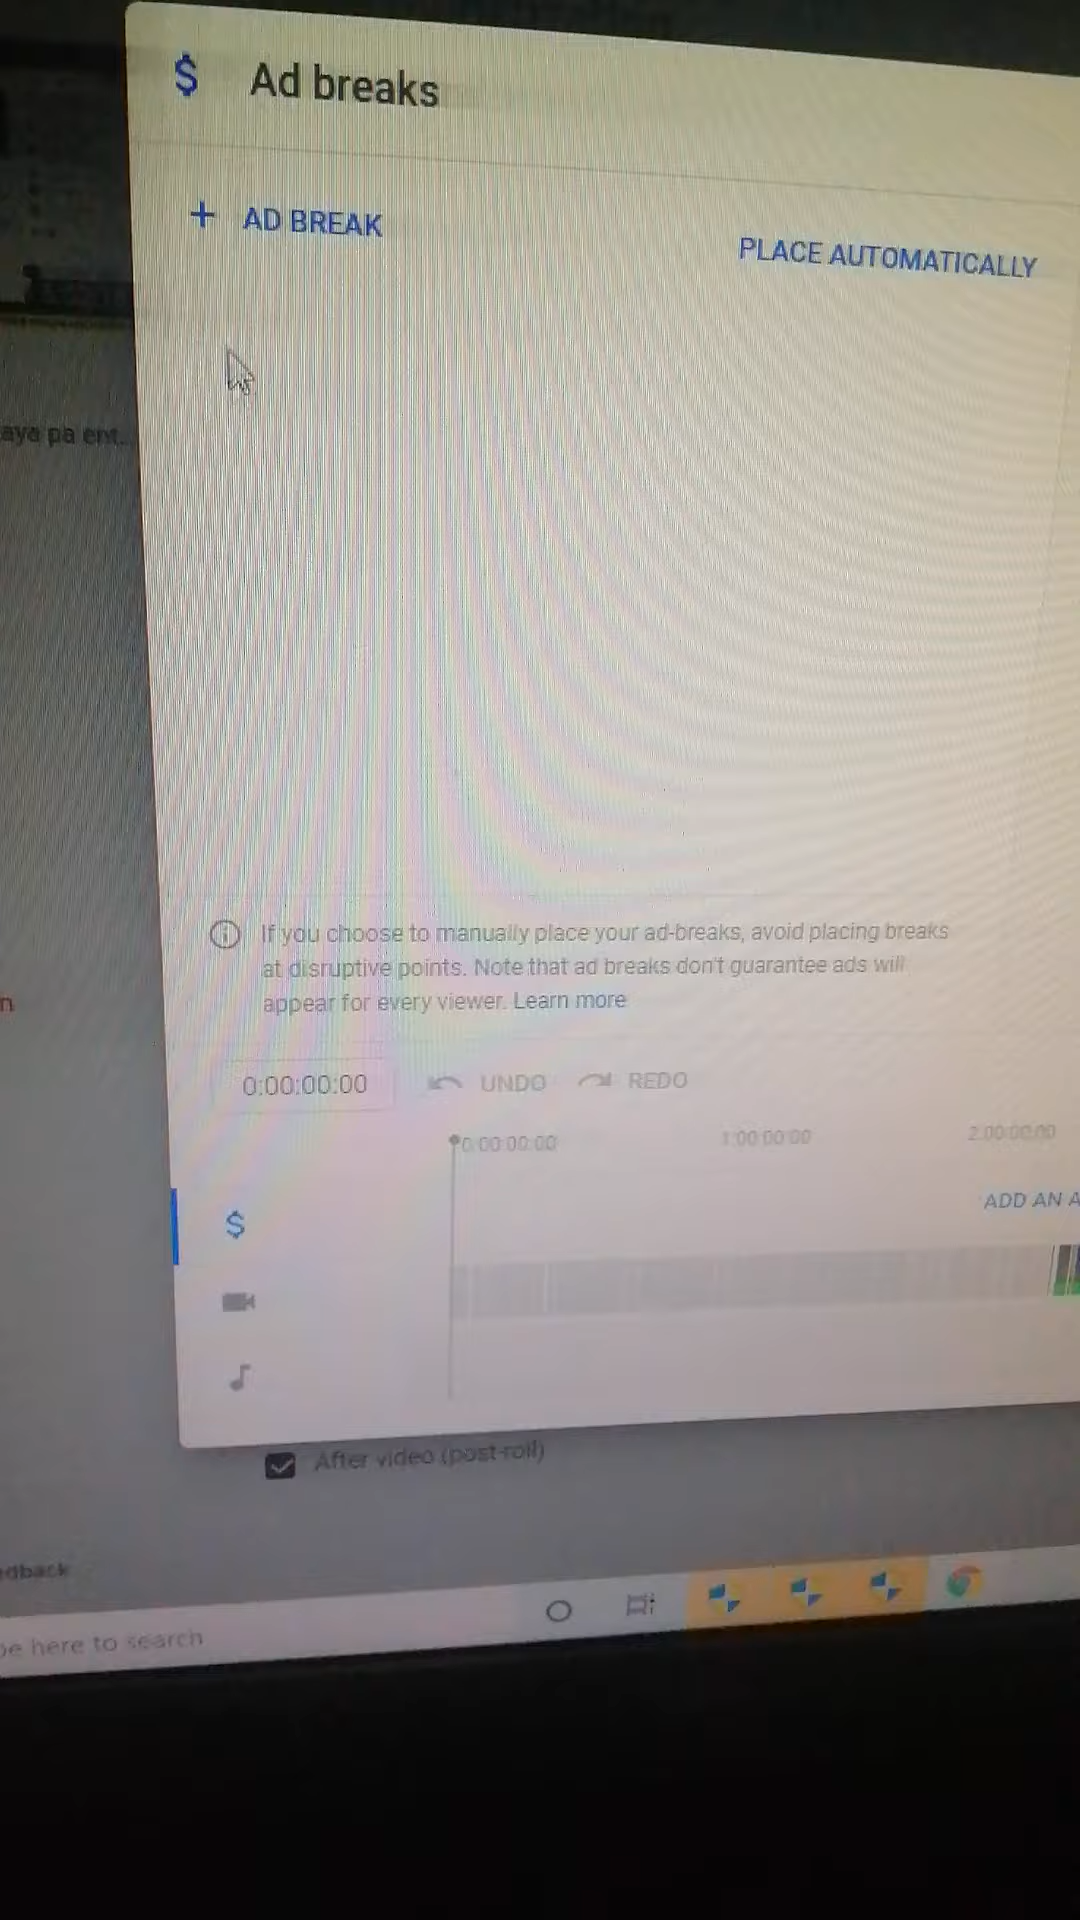 $ Ad breaks
+ AD BREAK
PLACE AUTOMATICALLY
aya pa ent...
If you choose to manually place your ad-breaks, avoid placing breaks
at disruptive points. Note that ad breaks don't guarantee ads will
appear for every viewer. Learn more
n
0:00:00:00 UNDO REDO
0:00:00:00 1:00:00:00 2:00:00:00
ADD AN A
$
After video (post-roll)
edback
pe here to search